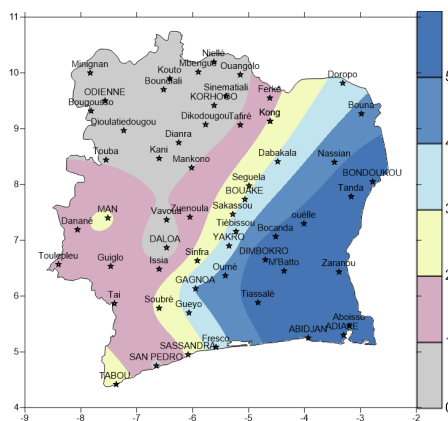 11
Nielle
Minignan
Mbengué
Kouto
Ouangolo
10
Boundiali
Sinematiali
Doropo
ODIENNE
KORHOGO
Ferké
Bougousso
Bouna
Dikodougou
Tafiré
Kong
Dioulatiedougou
9
Dianra
Kani
Touba
Mankono
Dabakala
Nassian
Seguela
BONDOUKOU
8
BOUAKE
Tanda
MAN
Vavoua
Zuenoula
Sakassou
Danané
Tiébissou
ouélle
Bocanda
7
DALOA
YAKRO
Toulepleu
Guiglo
Issia
Sinfra
DIMBOKRO
M'Batto
Zaranou
Oumé
GAGNOA
6
Tai
Soubré
Gueyo
Tiassalé
Aboisso
ADIAKE
ABIDJAN
Fresco
SASSANDRA
5
SAN PEDRO
TABOU
4
-9
-8
-7
-6
-5
-4
-3
-2